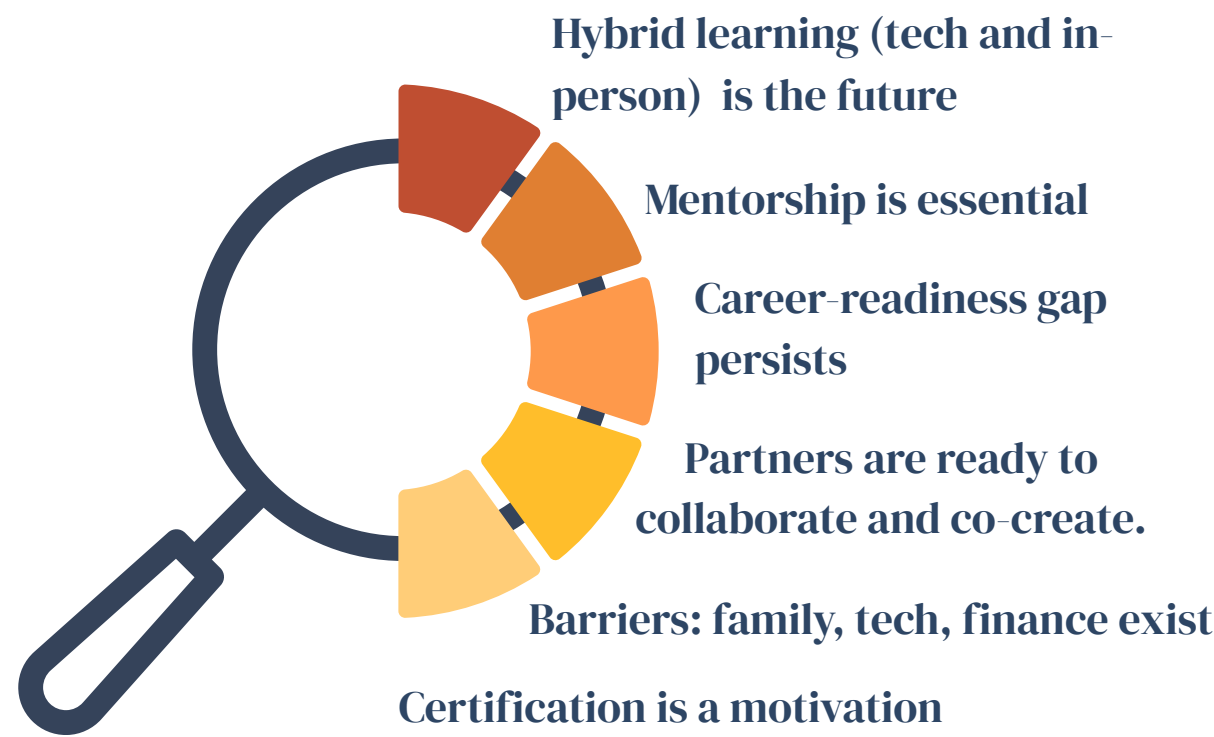 Hybrid learning (tech and in-
person)  is the future
Mentorship is essential
Career-readiness gap
persists
Partners are ready to
collaborate and co-create.
Barriers: family, tech, finance exist
Certification is a motivation